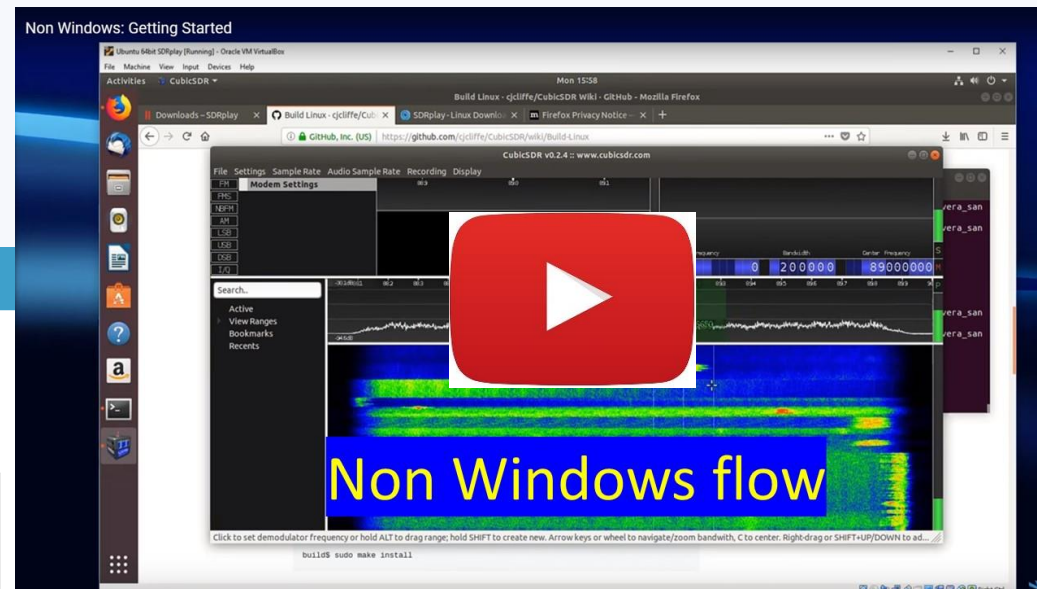 Non Windows: Getting Started
Ubuntu 64bit SDRplay [Running] - Oracle VM VirtualBox
File Machine View Input Devices Help
Activities CubicSDR Mon 15:58
Build Linux - cjcliffe/CubicSDR Wiki - GitHub - Mozilla Firefox
Downloads – SDRplay Build Linux - cjcliffe/Cub SDRplay - Linux Downlo Firefox Privacy Notice —
GitHub, Inc. (US) https://github.com/cjcliffe/CubicSDR/wiki/Build-Linux
CubicSDR v0.2.4 :: www.cubicsdr.com
File Settings Sample Rate Audio Sample Rate Recording Display
FM Modem Settings
FMS
NBFM
AM
LSB
USB
DSB
I/Q
vera_san
vera_san
Bandwidth Center Frequency
0 200000 89000000
Search..
Active
View Ranges
Bookmarks
Recents
vera_san
vera_san
Non Windows flow
Click to set demodulator frequency or hold ALT to drag range; hold SHIFT to create new. Arrow keys or wheel to navigate/zoom bandwith, C to center. Right-drag or SHIFT+UP/DOWN to ad...
build$ sudo make install